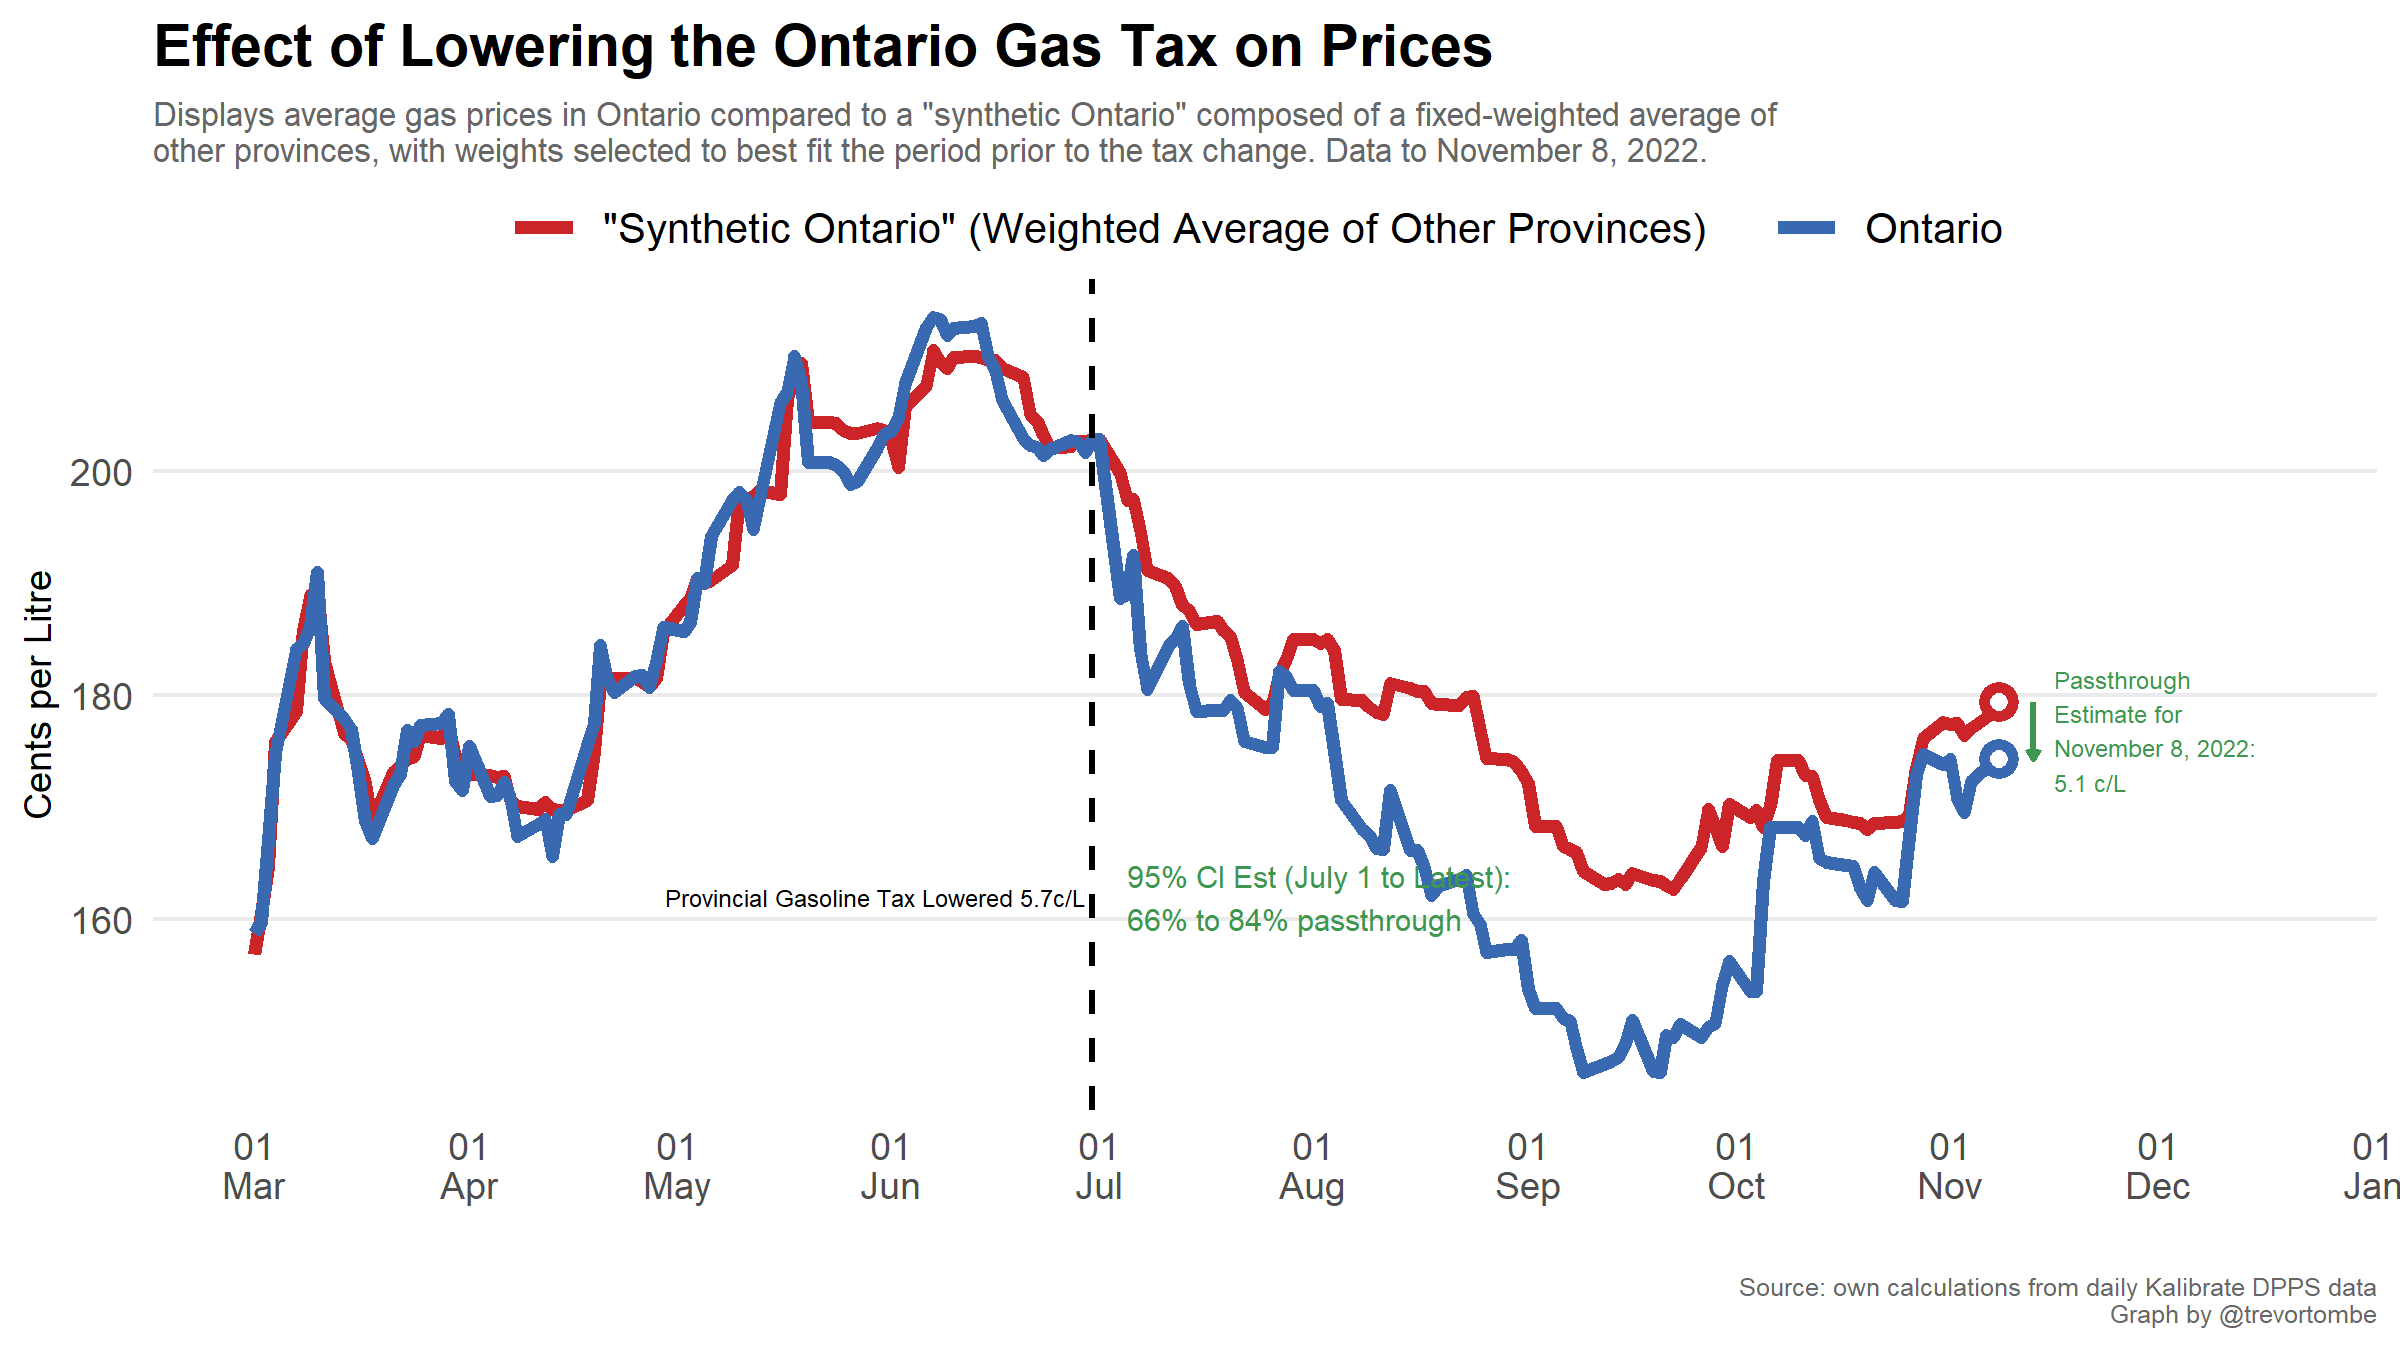 Effect of Lowering the Ontario Gas Tax on Prices
Displays average gas prices in Ontario compared to a "synthetic Ontario" composed of a fixed-weighted average of
other provinces, with weights selected to best fit the period prior to the tax change. Data to November 8, 2022.
"Synthetic Ontario" (Weighted Average of Other Provinces)
Ontario
Cents per Litre
200
180
160
Passthrough
Estimate for
November 8, 2022:
5.1 c/L
95% CI Est (July 1 to Latest):
66% to 84% passthrough
Provincial Gasoline Tax Lowered 5.7c/L
01
Mar
01
Apr
01
May
01
Jun
01
Jul
01
Aug
01
Sep
01
Oct
01
Nov
01
Dec
01
Jan
Source: own calculations from daily Kalibrate DPPS data
Graph by @trevortombe